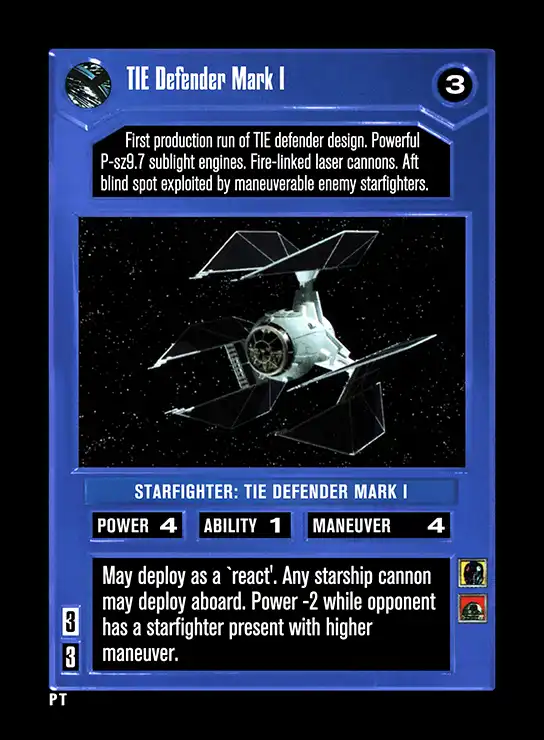 TIE Defender Mark I
3
First production run of TIE defender design. Powerful
P-sz9.7 sublight engines. Fire-linked laser cannons. Aft
blind spot exploited by maneuverable enemy starfighters.
STARFIGHTER: TIE DEFENDER MARK I
POWER 4 ABILITY 1 MANEUVER 4
May deploy as a `react'. Any starship cannon
may deploy aboard. Power -2 while opponent
has a starfighter present with higher
maneuver.
3
3
PT